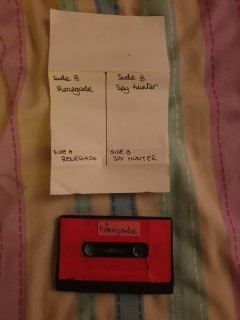 Side A
Renegade
Side B
Spy hunter
SIDE A
RENEGADE
SIDE B
SPY HUNTER
A
Renegade